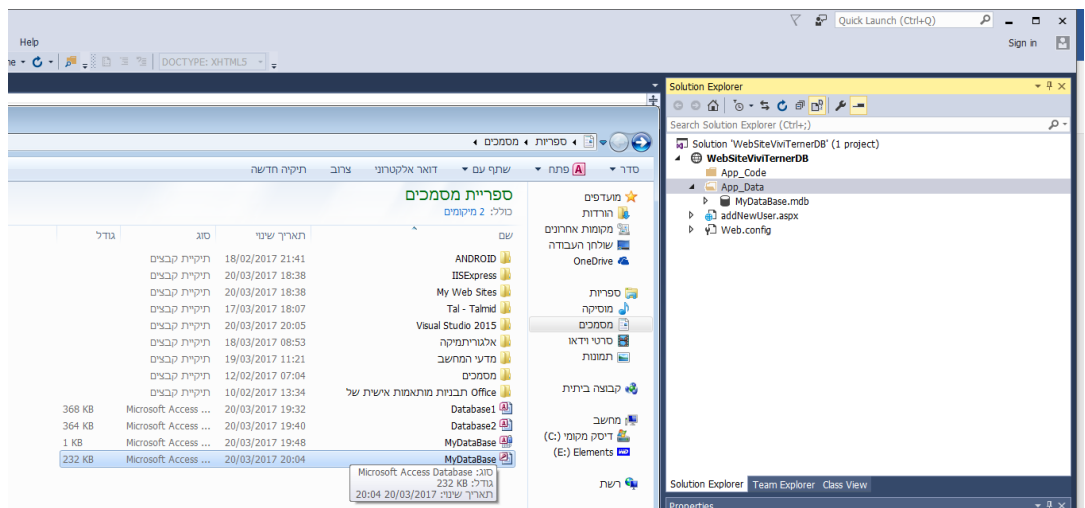 Quick Launch (Ctrl+Q)
Help
Sign in
DOCTYPE: XHTML5
Solution Explorer
Search Solution Explorer (Ctrl+;)
Solution 'WebSiteViviTernerDB' (1 project)
WebSiteViviTernerDB
App_Code
App_Data
MyDataBase.mdb
addNewUser.aspx
Web.config
ספריות
מסמכים
סדר
פתח
שתף עם
דואר אלקטרוני
צרוב
תיקיה חדשה
מועדפים
הורדות
מקומות אחרונים
שולחן העבודה
OneDrive
ספריות
מוסיקה
מסמכים
סרטי וידאו
תמונות
קבוצה ביתית
מחשב
דיסק מקומי (C:)
Elements (E:)
רשת
ספריית מסמכים
כולל: 2 מיקומים
שם תאריך שינוי סוג גודל
ANDROID 18/02/2017 21:41 תיקיית קבצים
IISExpress 20/03/2017 18:38 תיקיית קבצים
My Web Sites 20/03/2017 18:38 תיקיית קבצים
Tal - Talmid 17/03/2017 18:07 תיקיית קבצים
Visual Studio 2015 20/03/2017 20:05 תיקיית קבצים
אלגוריתמיקה 18/03/2017 08:53 תיקיית קבצים
מדעי המחשב 19/03/2017 11:21 תיקיית קבצים
מסמכים 12/02/2017 07:04 תיקיית קבצים
תבניות מותאמות אישית של Office 10/02/2017 13:34 תיקיית קבצים
Database1 20/03/2017 19:32 Microsoft Access ... 368 KB
Database2 20/03/2017 19:40 Microsoft Access ... 364 KB
MyDataBase 20/03/2017 19:48 Microsoft Access ... 1 KB
MyDataBase 20/03/2017 20:04 Microsoft Access ... 232 KB
סוג: Microsoft Access Database
גודל: 232 KB
תאריך שינוי: 20/03/2017 20:04
Solution Explorer Team Explorer Class View
Properties